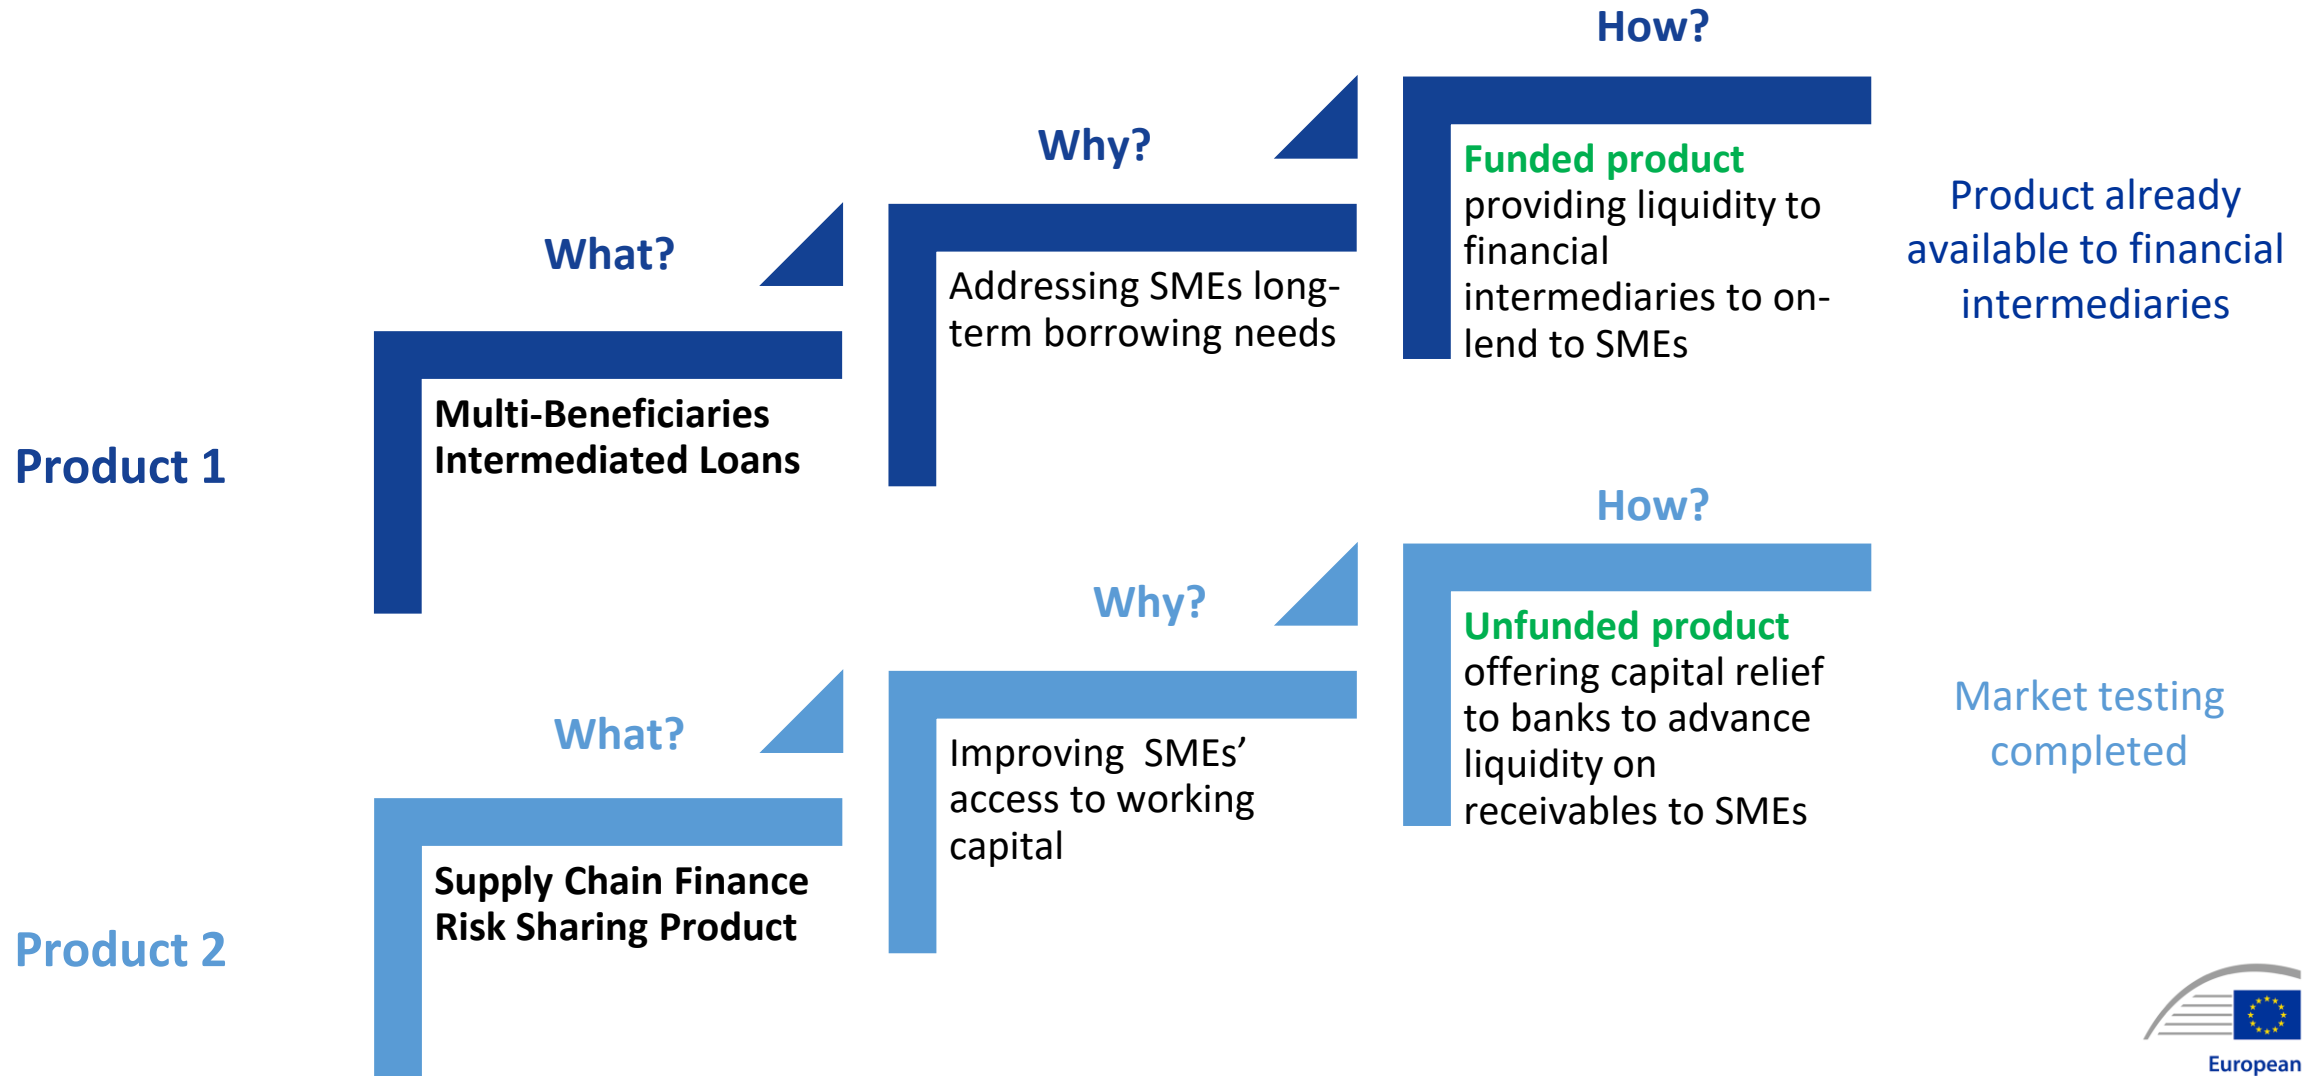 Product 1
What?
Multi-Beneficiaries
Intermediated Loans
Why?
Addressing SMEs long-
term borrowing needs
How?
Funded product
providing liquidity to
financial
intermediaries to on-
lend to SMEs
Product already
available to financial
intermediaries
Product 2
What?
Supply Chain Finance
Risk Sharing Product
Why?
Improving  SMEs’
access to working
capital
How?
Unfunded product
offering capital relief
to banks to advance
liquidity on
receivables to SMEs
Market testing
completed
European